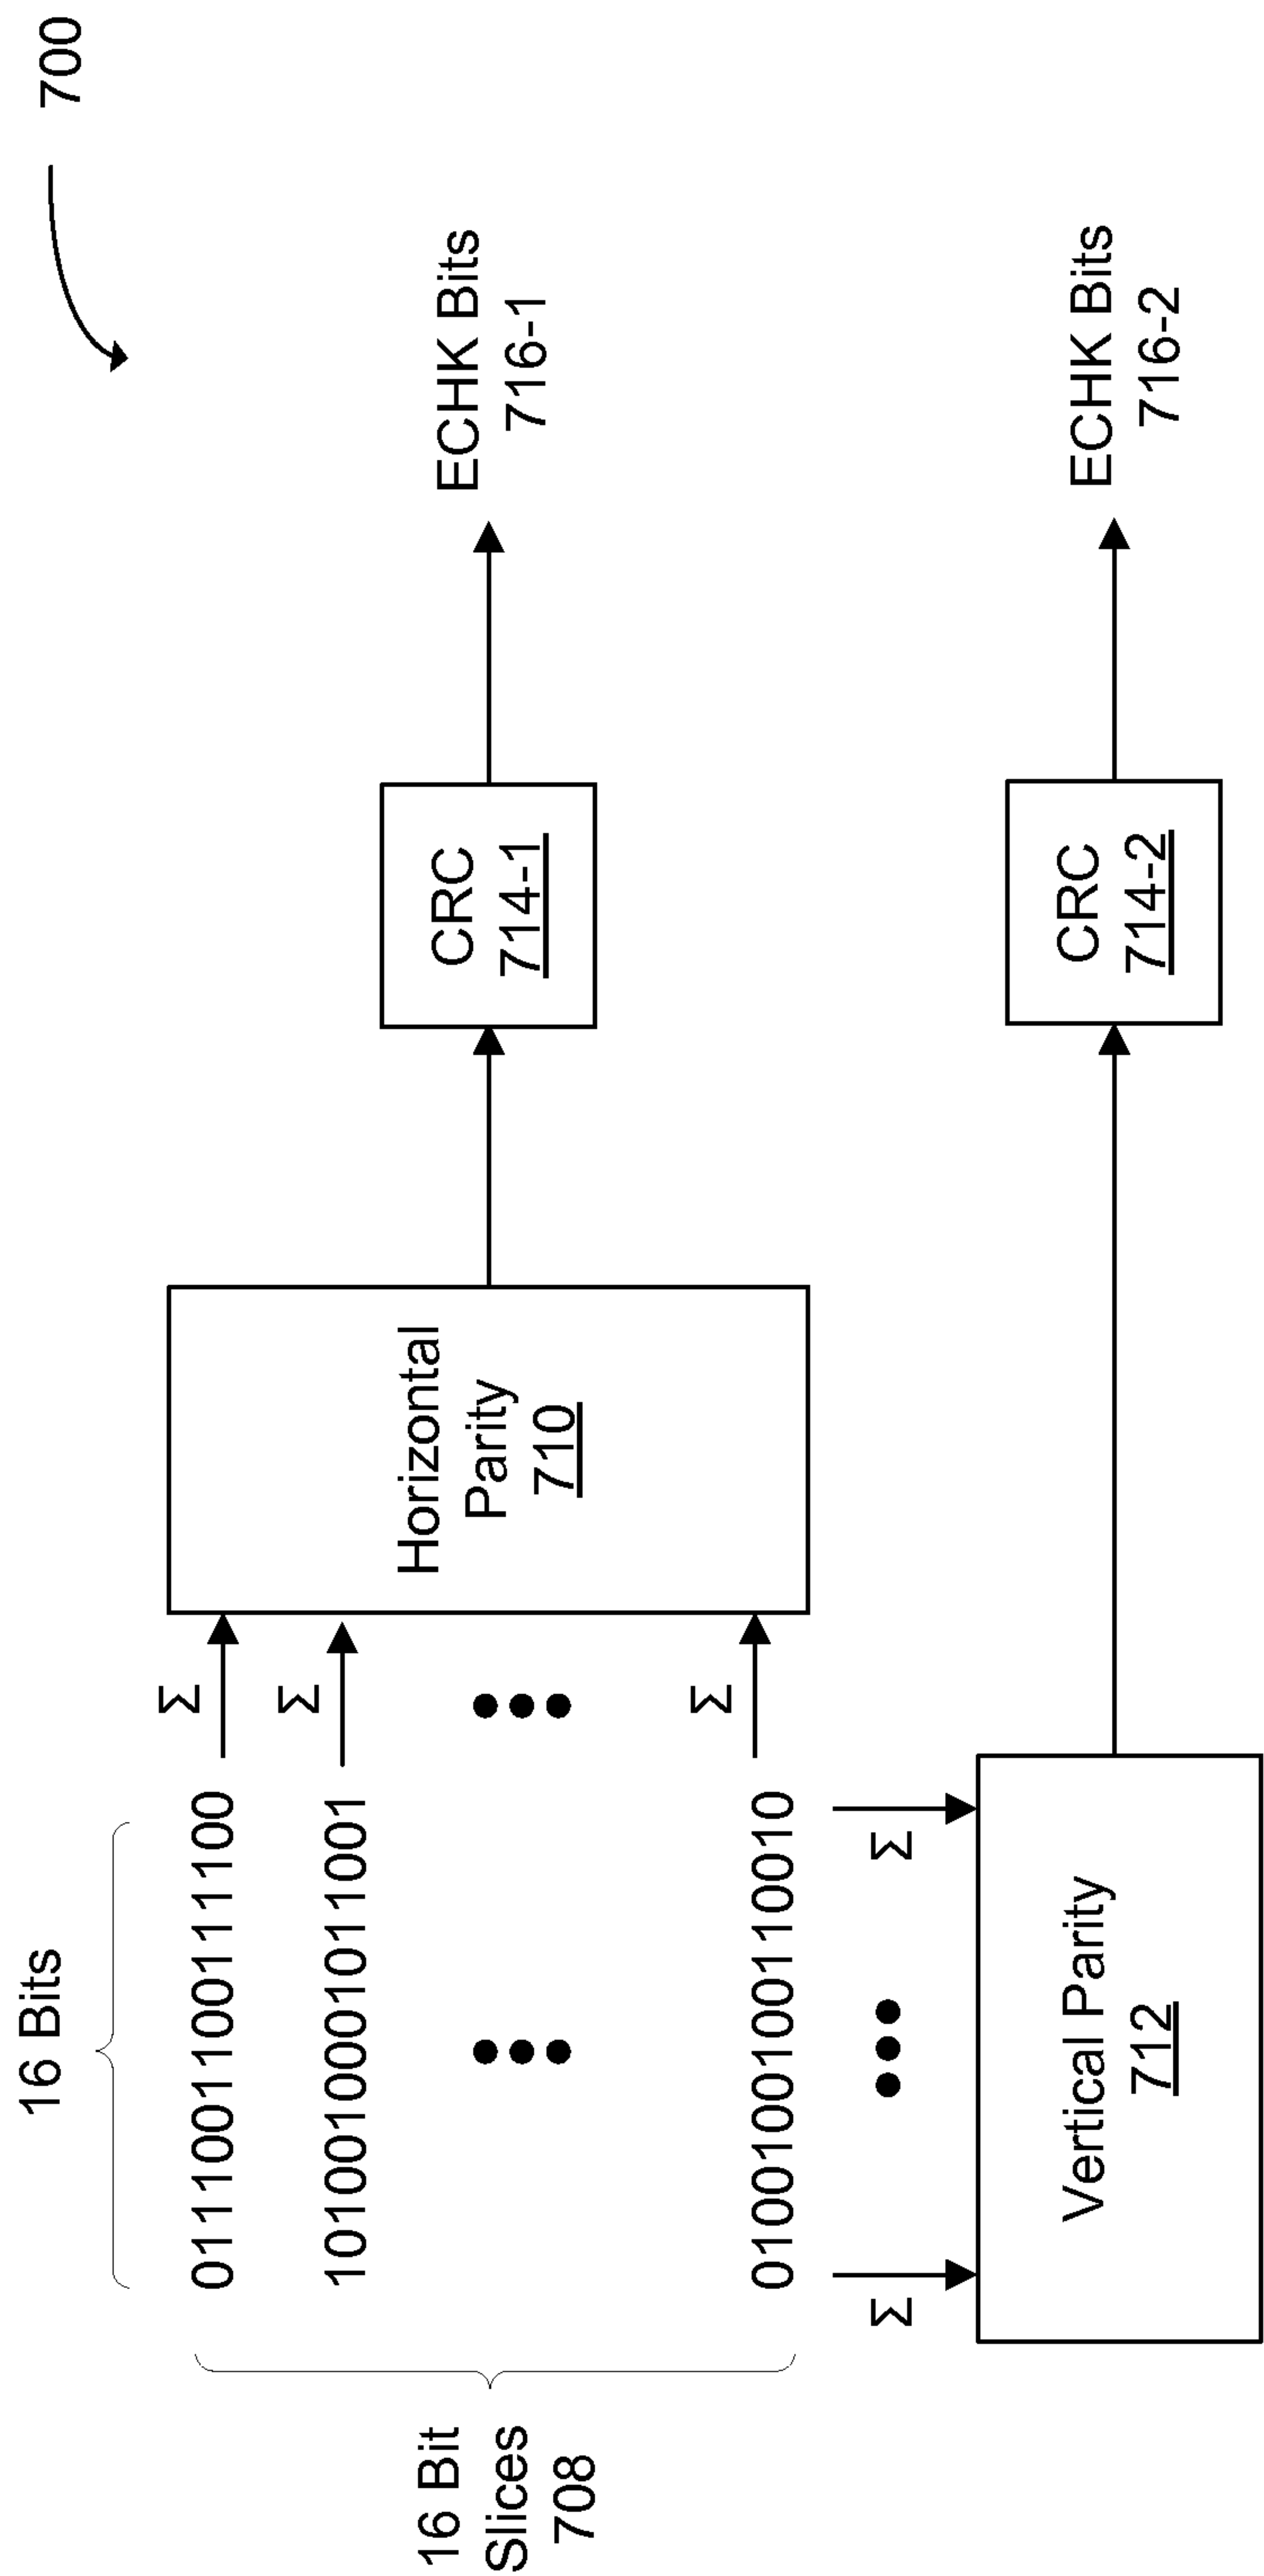 700
16 Bits
0111001100111100
Σ
1010010001011001
Σ
16 Bit
Slices
708
Horizontal
Parity
710
CRC
714-1
ECHK Bits
716-1
0100100100110010
Σ
Σ
Σ
Vertical Parity
712
CRC
714-2
ECHK Bits
716-2